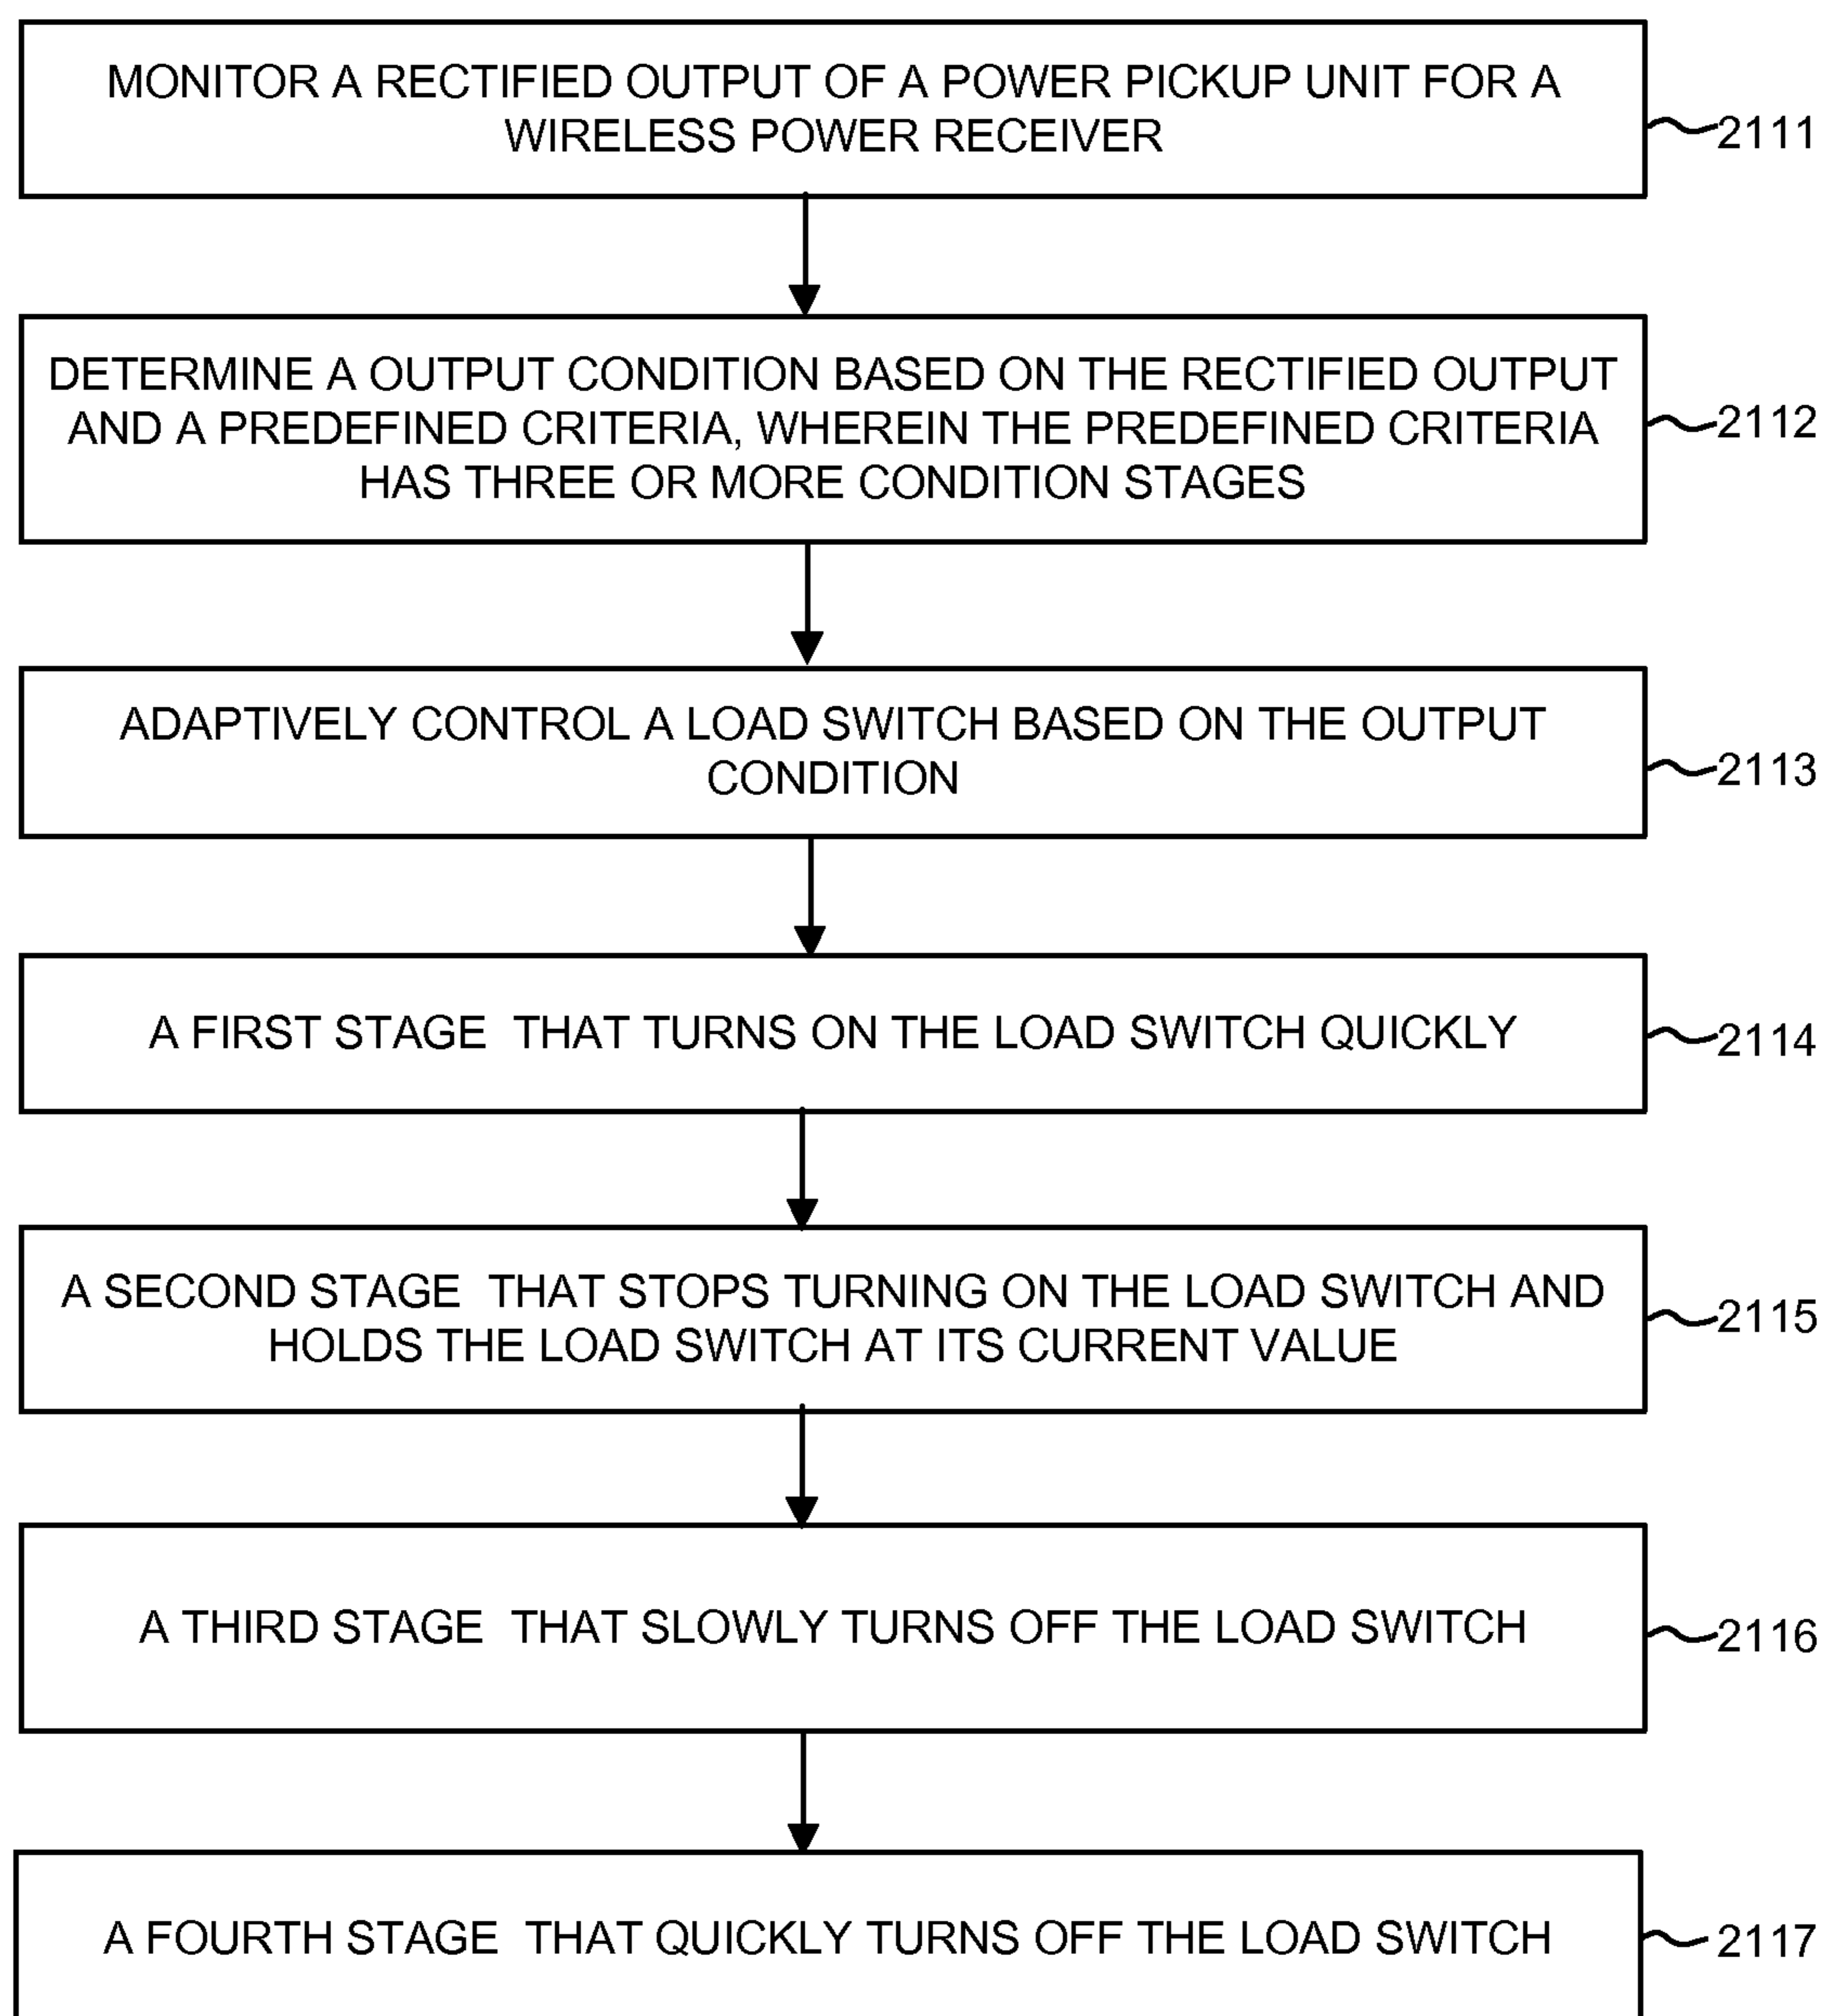 MONITOR A RECTIFIED OUTPUT OF A POWER PICKUP UNIT FOR A
WIRELESS POWER RECEIVER
2111
DETERMINE A OUTPUT CONDITION BASED ON THE RECTIFIED OUTPUT
AND A PREDEFINED CRITERIA, WHEREIN THE PREDEFINED CRITERIA
HAS THREE OR MORE CONDITION STAGES
2112
ADAPTIVELY CONTROL A LOAD SWITCH BASED ON THE OUTPUT
CONDITION
2113
A FIRST STAGE THAT TURNS ON THE LOAD SWITCH QUICKLY
2114
A SECOND STAGE THAT STOPS TURNING ON THE LOAD SWITCH AND
HOLDS THE LOAD SWITCH AT ITS CURRENT VALUE
2115
A THIRD STAGE THAT SLOWLY TURNS OFF THE LOAD SWITCH
2116
A FOURTH STAGE THAT QUICKLY TURNS OFF THE LOAD SWITCH
2117